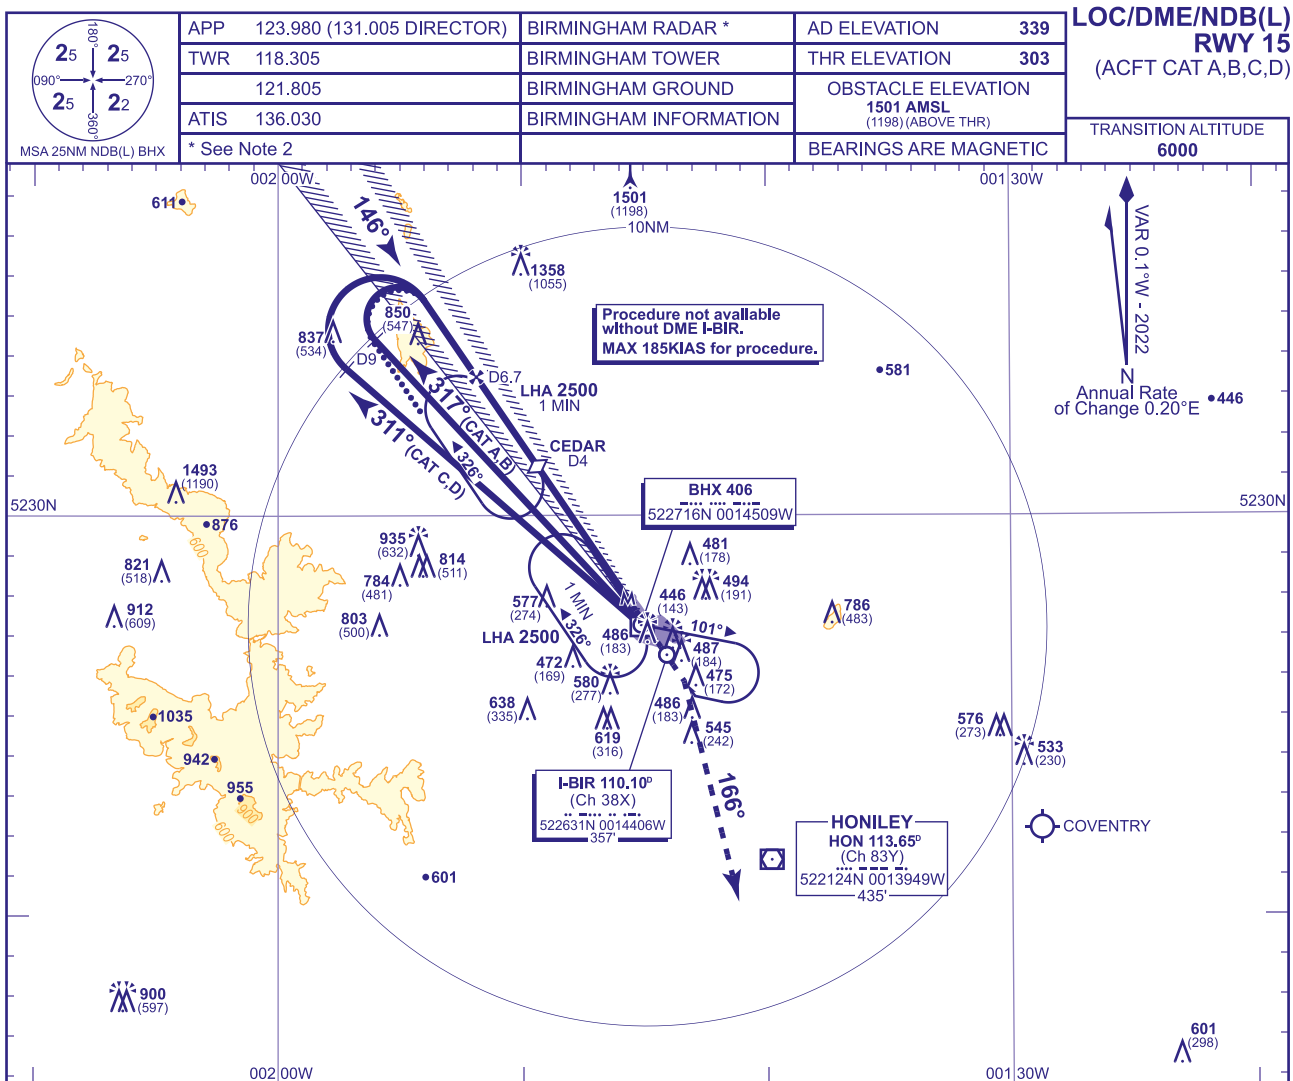 LOC/DME/NDB(L)
RWY 15
(ACFT CAT A,B,C,D)
180°
25 25
090° 270°
25 22
360°
MSA 25NM NDB(L) BHX
APP 123.980 (131.005 DIRECTOR) BIRMINGHAM RADAR * AD ELEVATION 339
TWR 118.305 BIRMINGHAM TOWER THR ELEVATION 303
121.805 BIRMINGHAM GROUND OBSTACLE ELEVATION
1501 AMSL
(1198) (ABOVE THR)
ATIS 136.030 BIRMINGHAM INFORMATION
* See Note 2 BEARINGS ARE MAGNETIC
TRANSITION ALTITUDE
6000
002 00W
001 30W
611
146°
1501
(1198)
10NM
1358
(1055)
VAR 0.1°W - 2022
N
Annual Rate
of Change 0.20°E
Procedure not available
without DME I-BIR.
MAX 185KIAS for procedure.
850
(547)
837
(534)
D9
D6.7
LHA 2500
1 MIN
581
446
317° (CAT A,B)
311° (CAT C,D)
326°
CEDAR
D4
1493
(1190)
876
600
5230N
5230N
BHX 406
522716N 0014509W
935
(632)
814
(511)
784
(481)
821
(518)
912
(609)
803
(500)
481
(178)
494
(191)
446
(143)
786
(483)
577
(274)
1 MIN
326°
LHA 2500
486
(183)
101°
487
(184)
475
(172)
472
(169)
580
(277)
486
(183)
638
(335)
619
(316)
545
(242)
576
(273)
533
(230)
1035
942
955
900
600
166°
I-BIR 110.10D
(Ch 38X)
522631N 0014406W
357'
HONILEY
HON 113.65D
(Ch 83Y)
522124N 0013949W
435'
COVENTRY
601
900
(597)
601
(298)
002 00W
001 30W